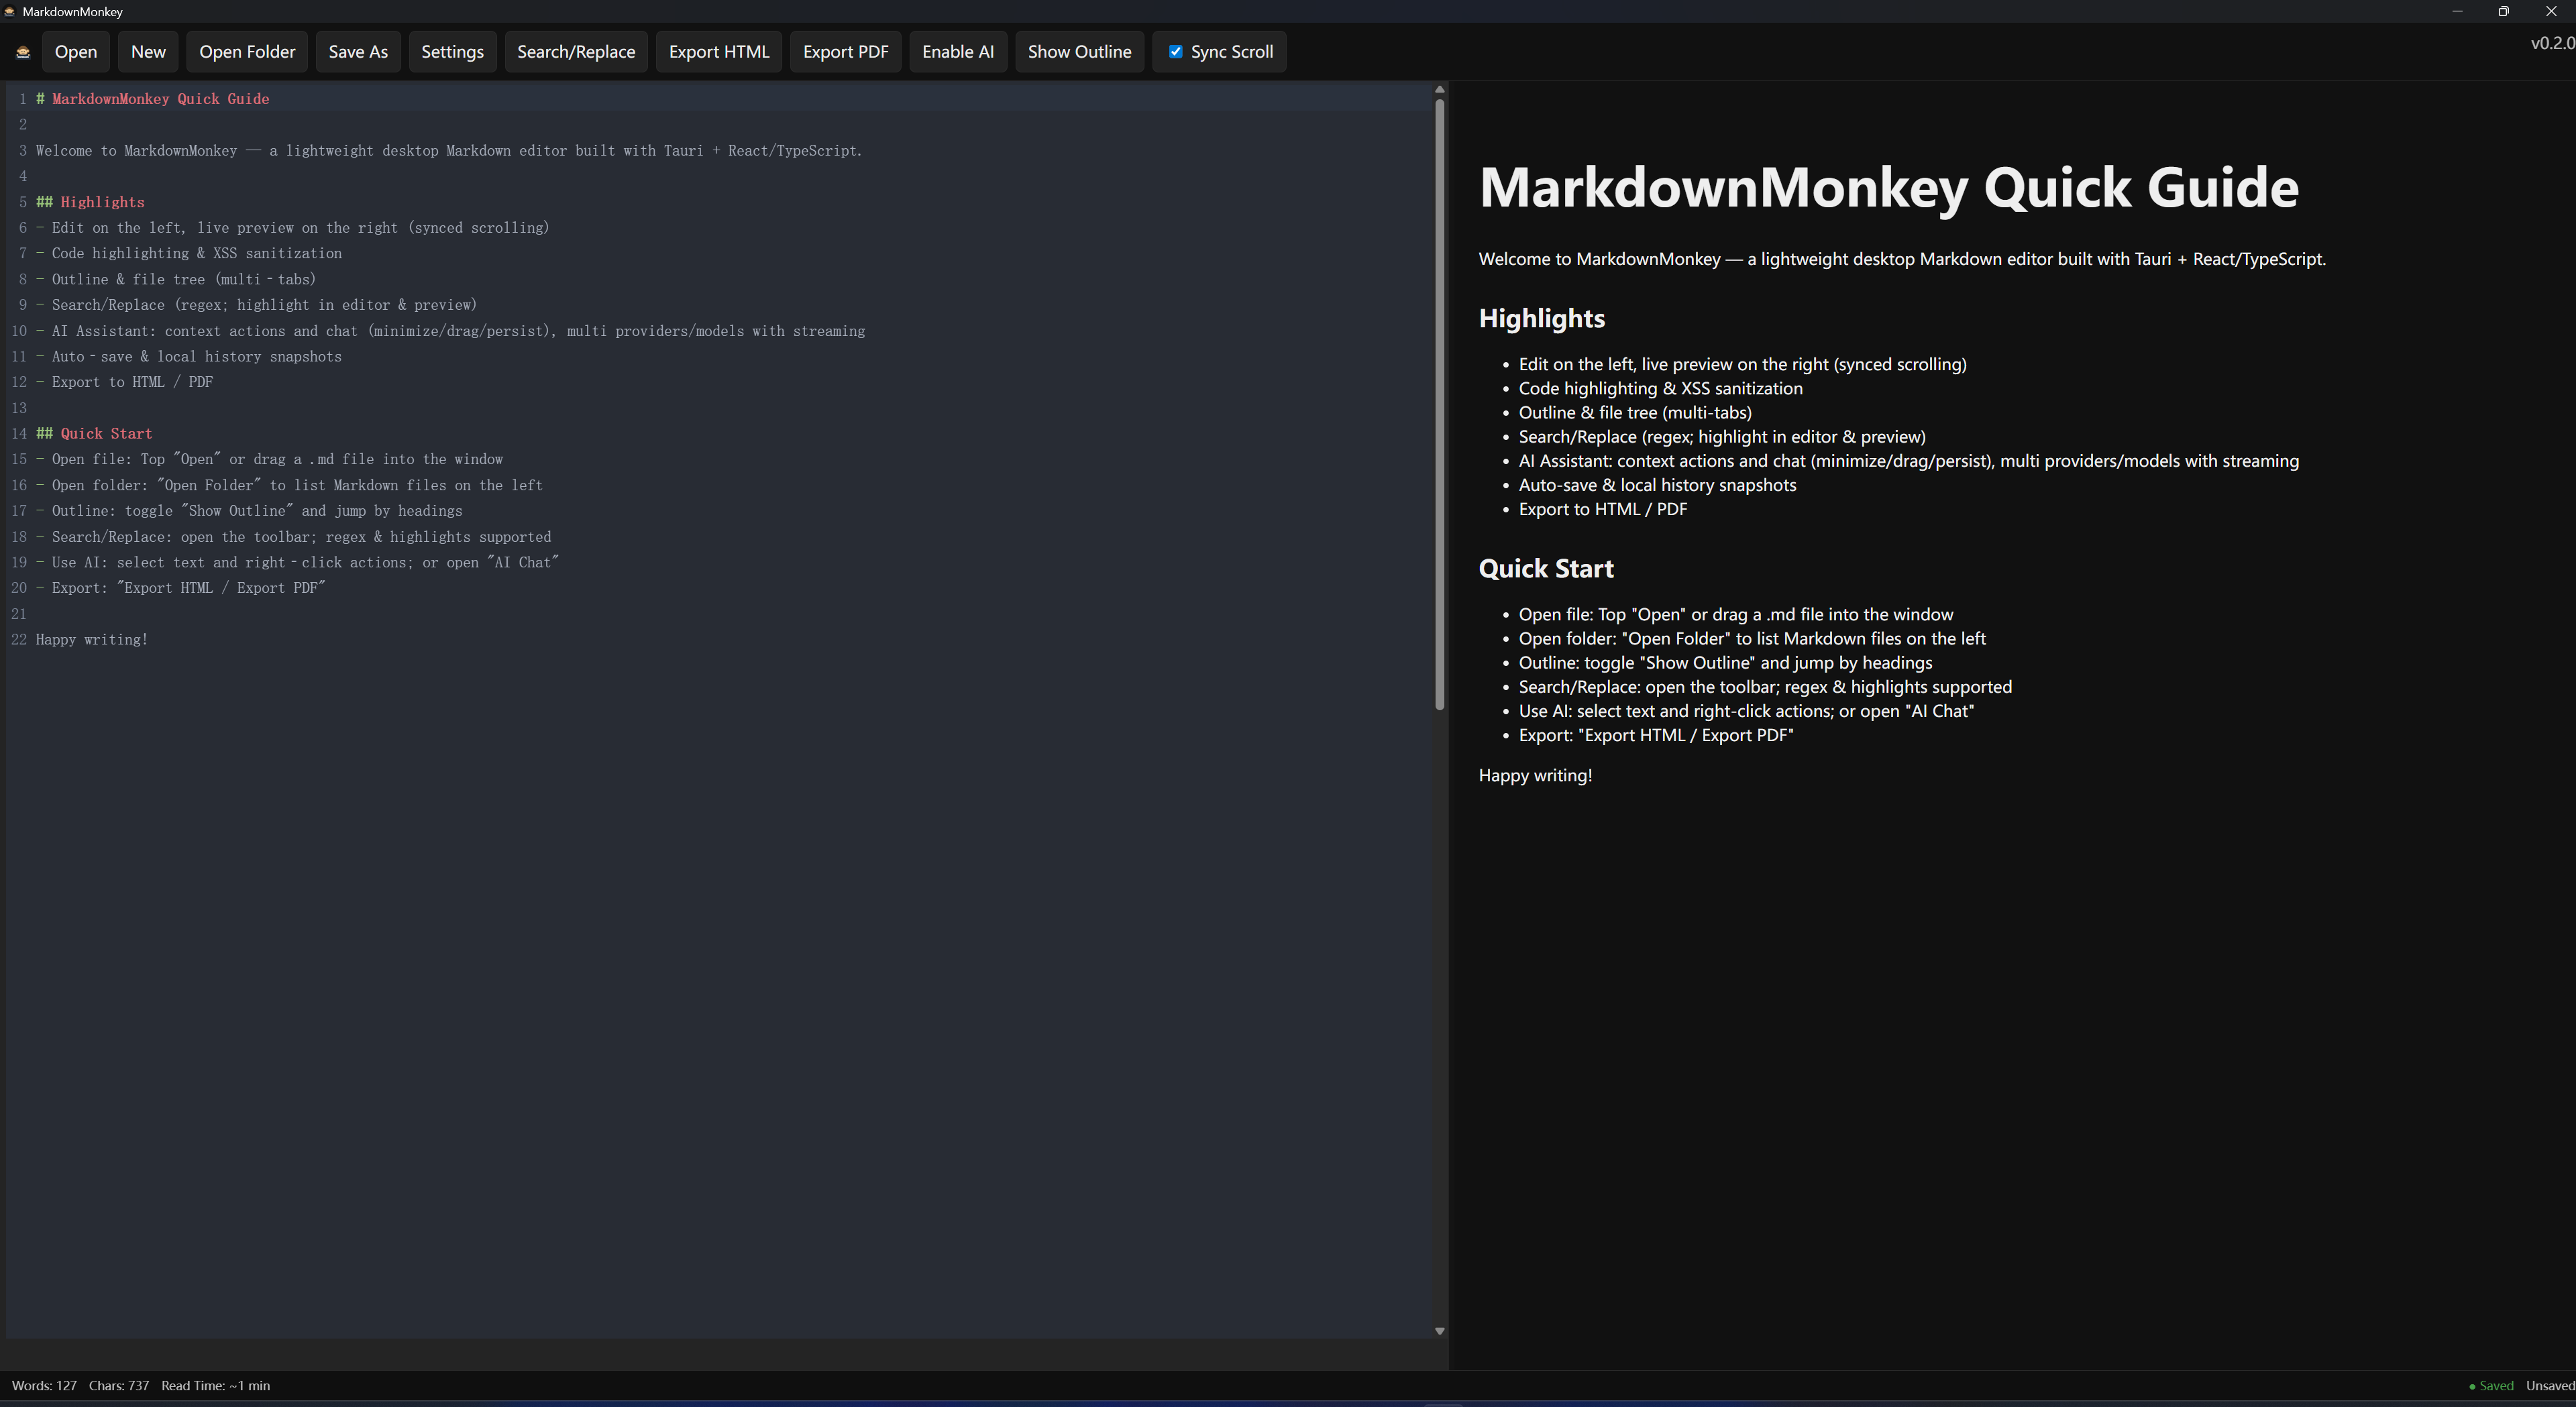 MarkdownMonkey
Open New Open Folder Save As Settings Search/Replace Export HTML Export PDF Enable AI Show Outline Sync Scroll v0.2.0
1 # MarkdownMonkey Quick Guide
2
3 Welcome to MarkdownMonkey — a lightweight desktop Markdown editor built with Tauri + React/TypeScript.
4
5 ## Highlights
6 - Edit on the left, live preview on the right (synced scrolling)
7 - Code highlighting & XSS sanitization
8 - Outline & file tree (multi‑tabs)
9 - Search/Replace (regex; highlight in editor & preview)
10 - AI Assistant: context actions and chat (minimize/drag/persist), multi providers/models with streaming
11 - Auto‑save & local history snapshots
12 - Export to HTML / PDF
13
14 ## Quick Start
15 - Open file: Top "Open" or drag a .md file into the window
16 - Open folder: "Open Folder" to list Markdown files on the left
17 - Outline: toggle "Show Outline" and jump by headings
18 - Search/Replace: open the toolbar; regex & highlights supported
19 - Use AI: select text and right‑click actions; or open "AI Chat"
20 - Export: "Export HTML / Export PDF"
21
22 Happy writing!
MarkdownMonkey Quick Guide
Welcome to MarkdownMonkey — a lightweight desktop Markdown editor built with Tauri + React/TypeScript.
Highlights
• Edit on the left, live preview on the right (synced scrolling)
• Code highlighting & XSS sanitization
• Outline & file tree (multi‑tabs)
• Search/Replace (regex; highlight in editor & preview)
• AI Assistant: context actions and chat (minimize/drag/persist), multi providers/models with streaming
• Auto‑save & local history snapshots
• Export to HTML / PDF
Quick Start
• Open file: Top "Open" or drag a .md file into the window
• Open folder: "Open Folder" to list Markdown files on the left
• Outline: toggle "Show Outline" and jump by headings
• Search/Replace: open the toolbar; regex & highlights supported
• Use AI: select text and right‑click actions; or open "AI Chat"
• Export: "Export HTML / Export PDF"
Happy writing!
Words: 127 Chars: 737 Read Time: ~1 min ● Saved Unsaved